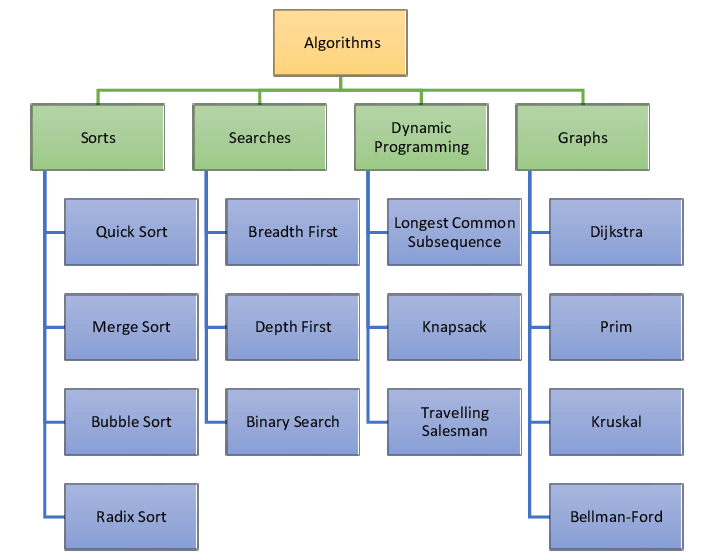 Algorithms
Sorts
Searches
Dynamic
Programming
Graphs
Quick Sort
Breadth First
Longest Common
Subsequence
Dijkstra
Merge Sort
Depth First
Knapsack
Prim
Bubble Sort
Binary Search
Travelling
Salesman
Kruskal
Radix Sort
Bellman-Ford